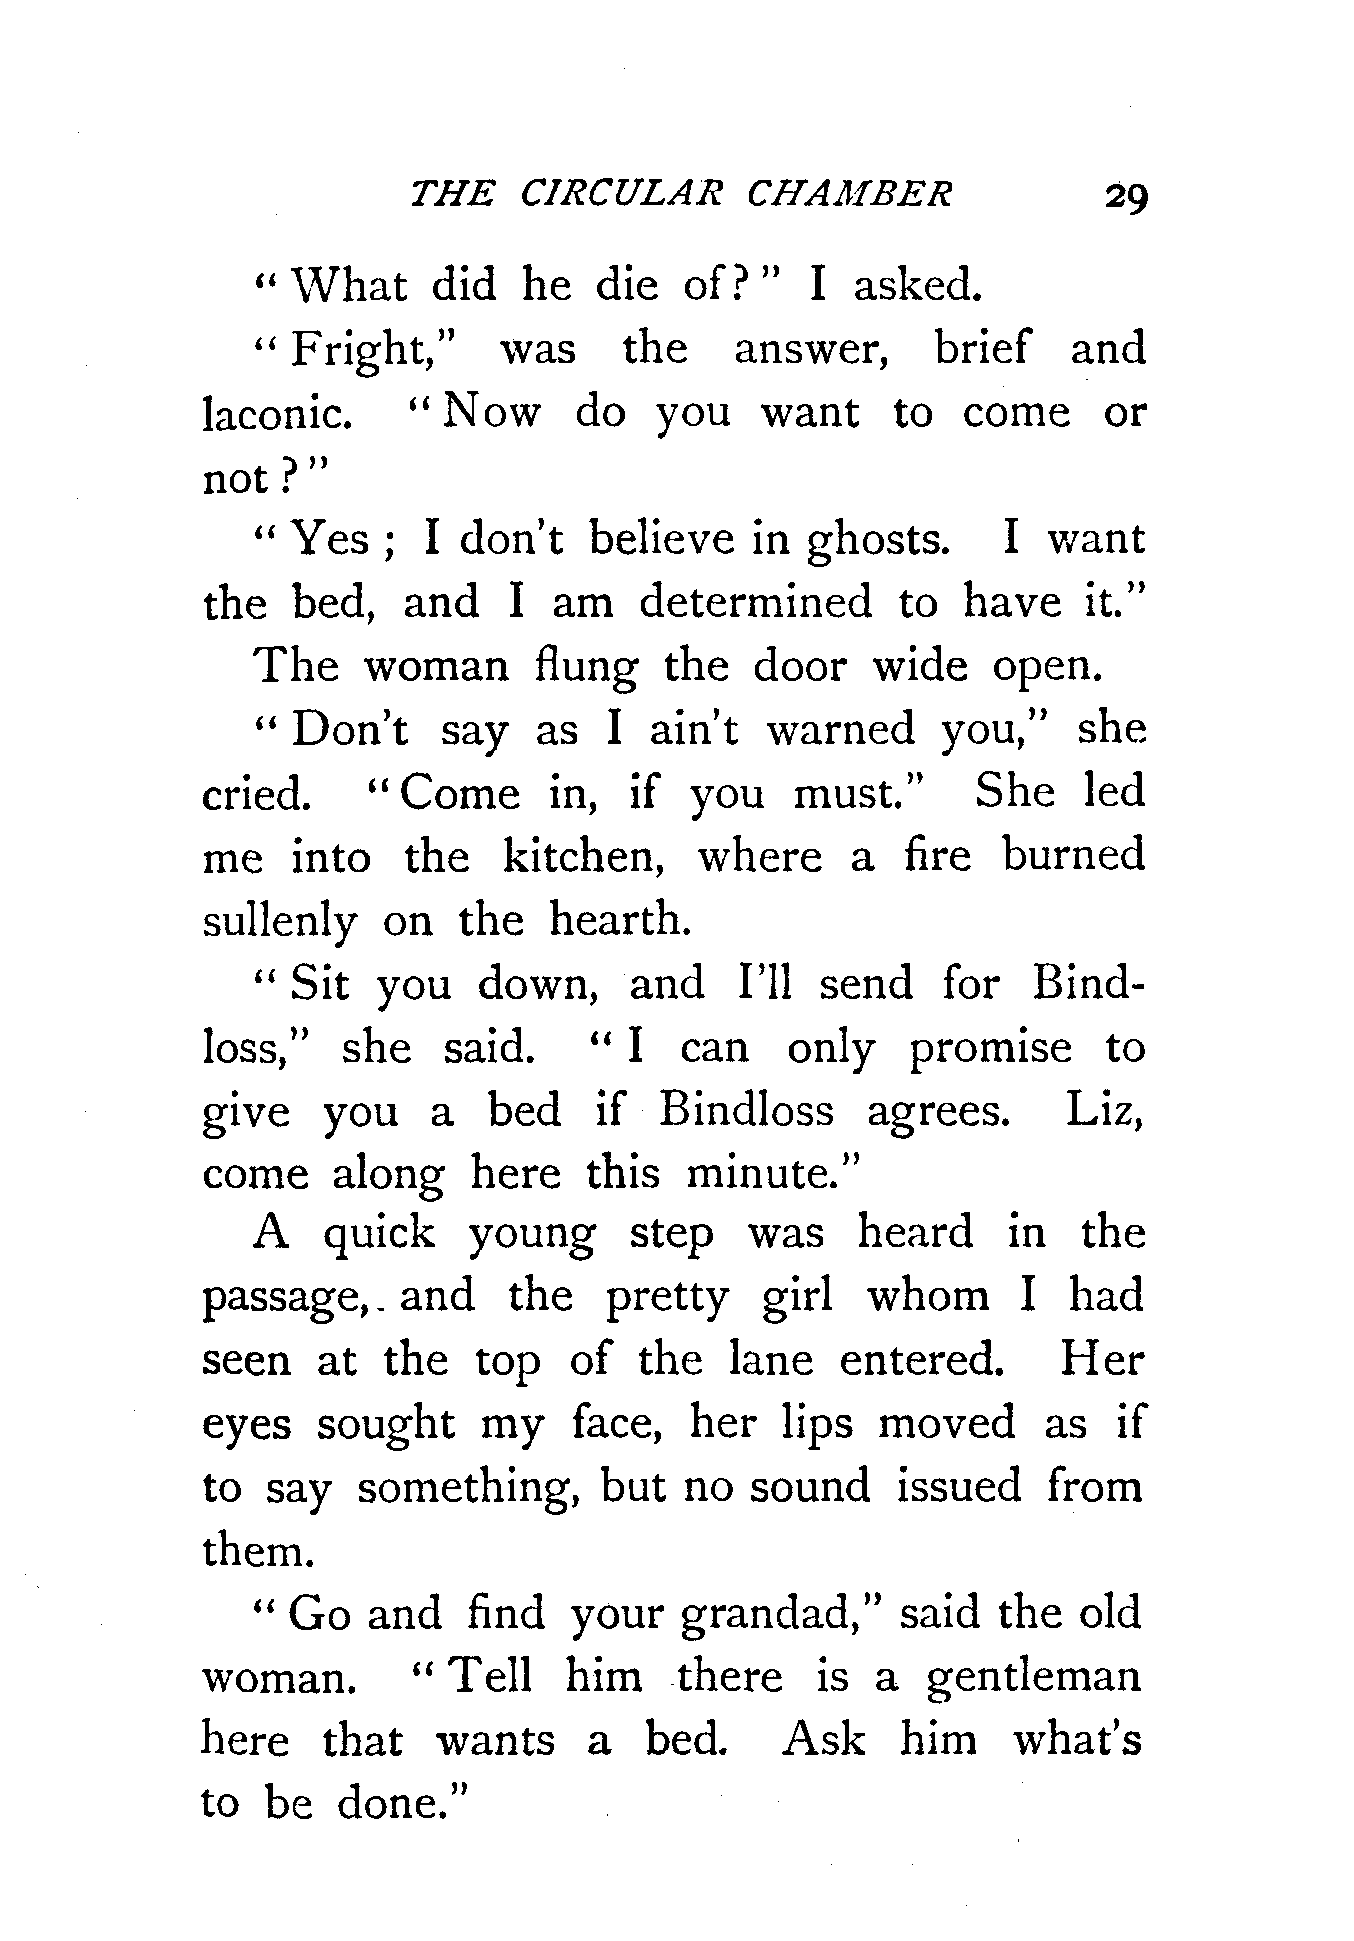 THE CIRCULAR CHAMBER 29
" What did he die of? " I asked.
" Fright," was the answer, brief and
laconic. " Now do you want to come or
not ? "
" Yes ; I don't believe in ghosts. I want
the bed, and I am determined to have it."
The woman flung the door wide open.
" Don't say as I ain't warned you," she
cried. " Come in, if you must." She led
me into the kitchen, where a fire burned
sullenly on the hearth.
" Sit you down, and I'll send for Bind-
loss," she said. " I can only promise to
give you a bed if Bindloss agrees. Liz,
come along here this minute."
A quick young step was heard in the
passage, and the pretty girl whom I had
seen at the top of the lane entered. Her
eyes sought my face, her lips moved as if
to say something, but no sound issued from
them.
" Go and find your grandad," said the old
woman. " Tell him there is a gentleman
here that wants a bed. Ask him what's
to be done."